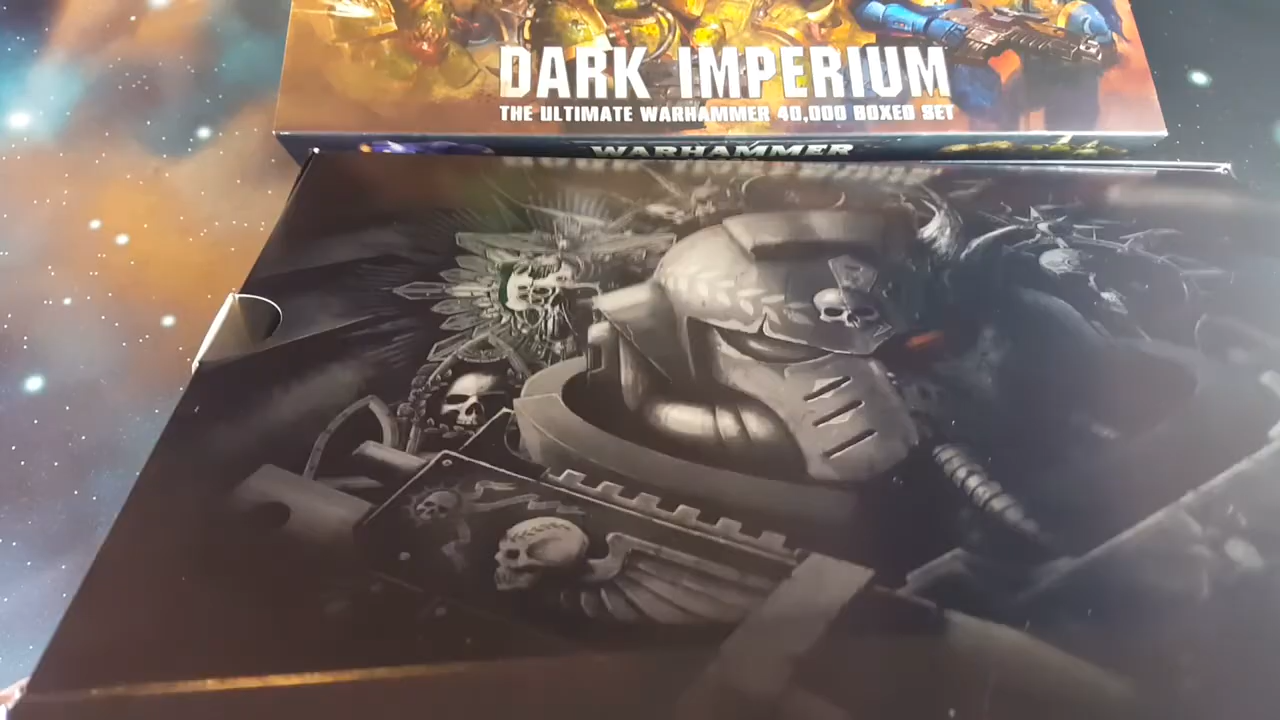 DARK IMPERIUM
THE ULTIMATE WARHAMMER 40,000 BOXED SET
WARHAMMER